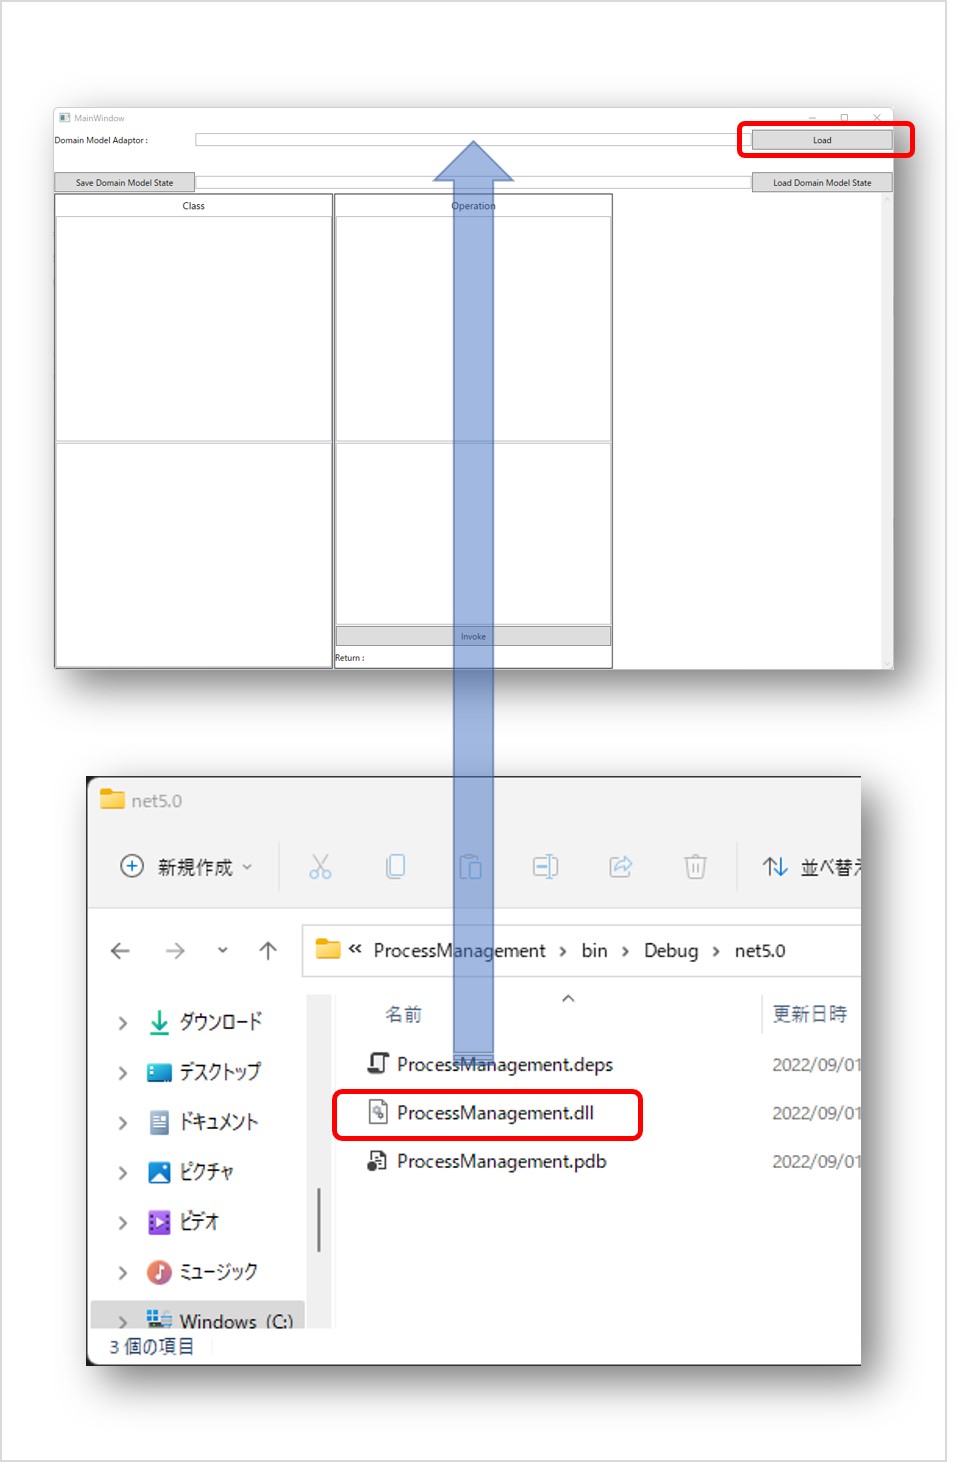 MainWindow
Domain Model Adaptor :
Load
Save Domain Model State
Load Domain Model State
Class
Operation
Invoke
Return :
net5.0
新規作成
並べ替え
« ProcessManagement > bin > Debug > net5.0
名前
更新日時
ダウンロード
デスクトップ
ドキュメント
ピクチャ
ビデオ
ミュージック
Windows (C:)
ProcessManagement.deps
2022/09/01
ProcessManagement.dll
2022/09/01
ProcessManagement.pdb
2022/09/01
3 個の項目